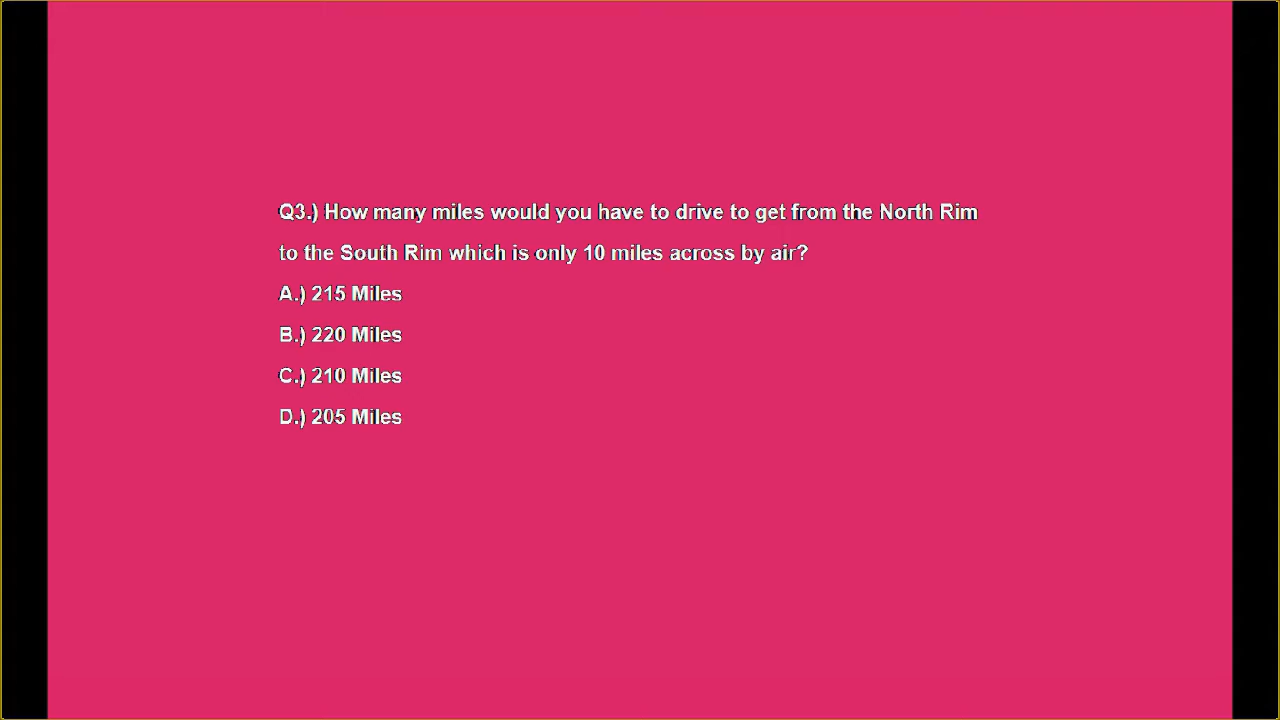 Q3.) How many miles would you have to drive to get from the North Rim
to the South Rim which is only 10 miles across by air?
A.) 215 Miles
B.) 220 Miles
C.) 210 Miles
D.) 205 Miles